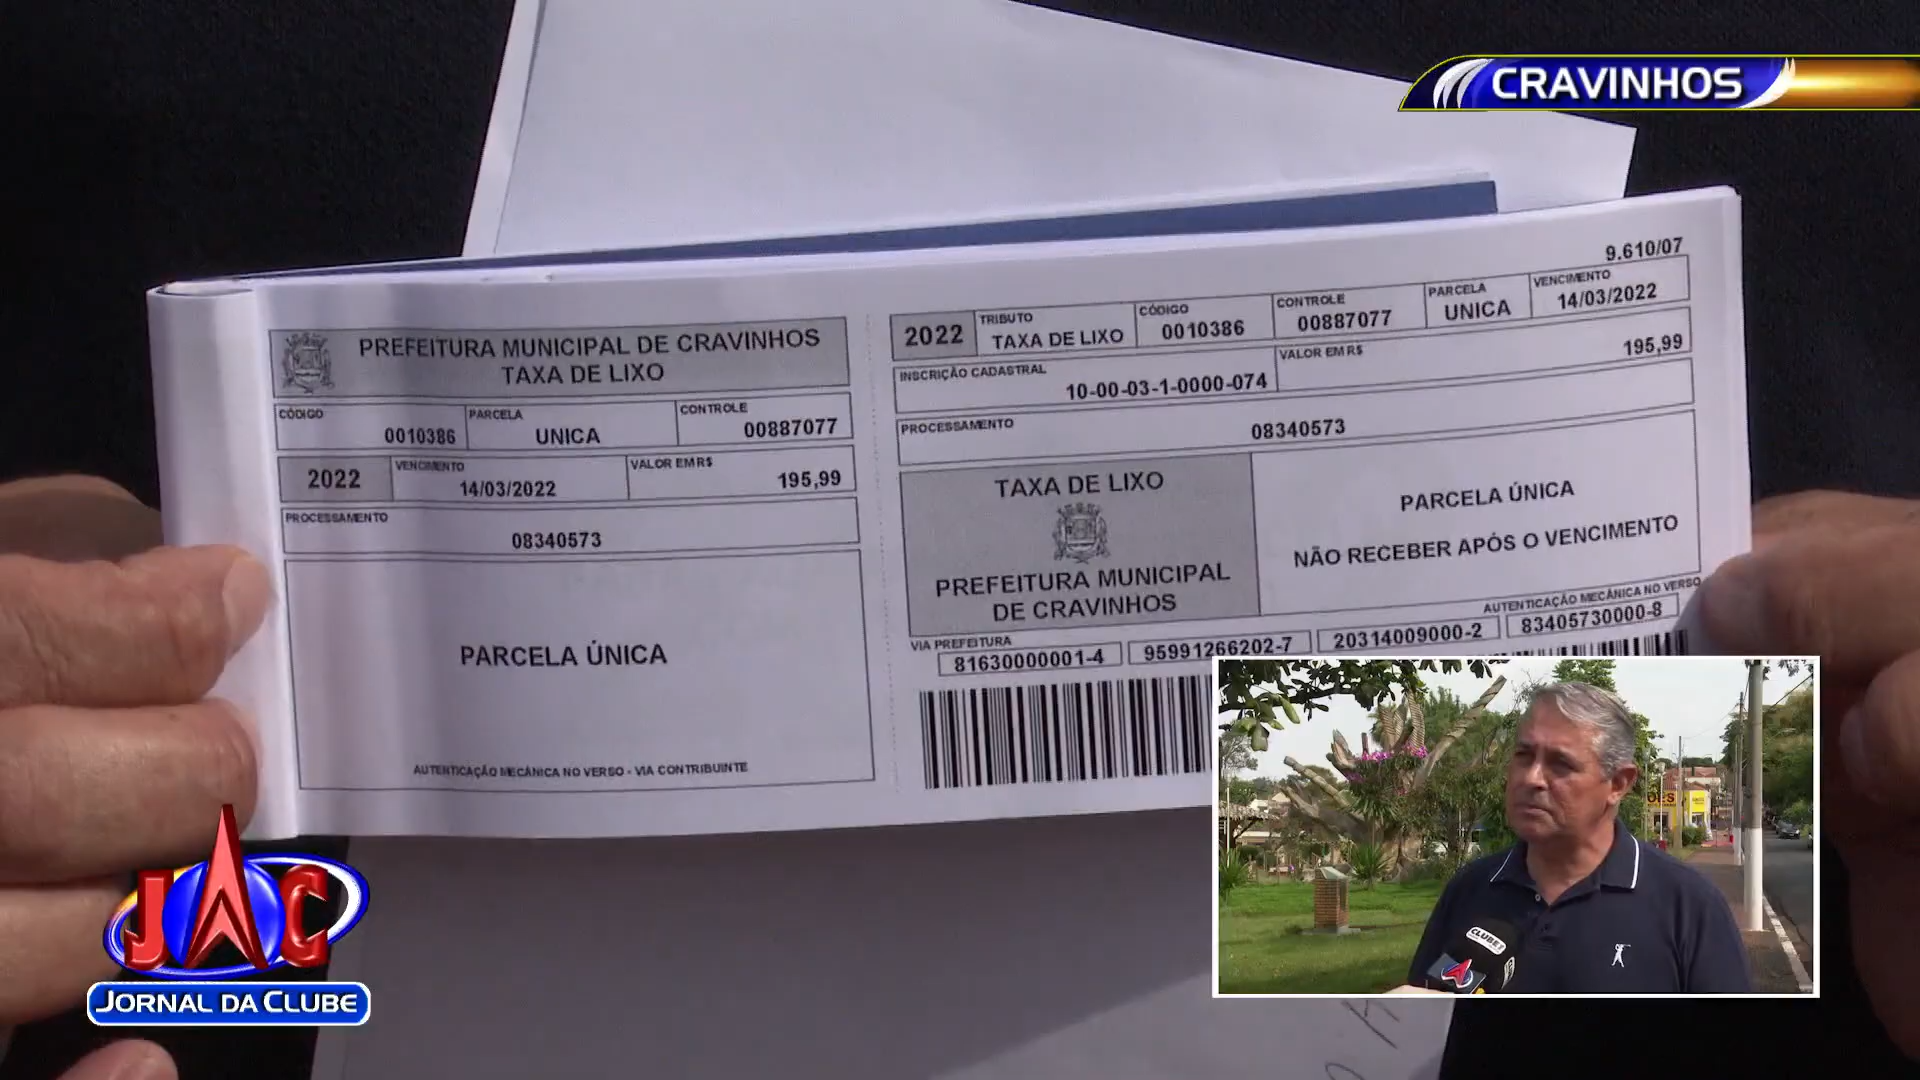 CRAVINHOS
9.610/07
PREFEITURA MUNICIPAL DE CRAVINHOS
TAXA DE LIXO
CÓDIGO
0010386
PARCELA
UNICA
CONTROLE
00887077
2022
VENCIMENTO
14/03/2022
VALOR EM R$
195,99
PROCESSAMENTO
08340573
PARCELA ÚNICA
AUTENTICAÇÃO MECÂNICA NO VERSO - VIA CONTRIBUINTE
2022
TRIBUTO
TAXA DE LIXO
CÓDIGO
0010386
CONTROLE
00887077
PARCELA
UNICA
VENCIMENTO
14/03/2022
INSCRIÇÃO CADASTRAL
10-00-03-1-0000-074
VALOR EM R$
195,99
PROCESSAMENTO
08340573
TAXA DE LIXO
PREFEITURA MUNICIPAL
DE CRAVINHOS
PARCELA ÚNICA
NÃO RECEBER APÓS O VENCIMENTO
AUTENTICAÇÃO MECÂNICA NO VERSO
VIA PREFEITURA
81630000001-4
95991266202-7
20314009000-2
83405730000-8
CLUBE
JC
JORNAL DA CLUBE